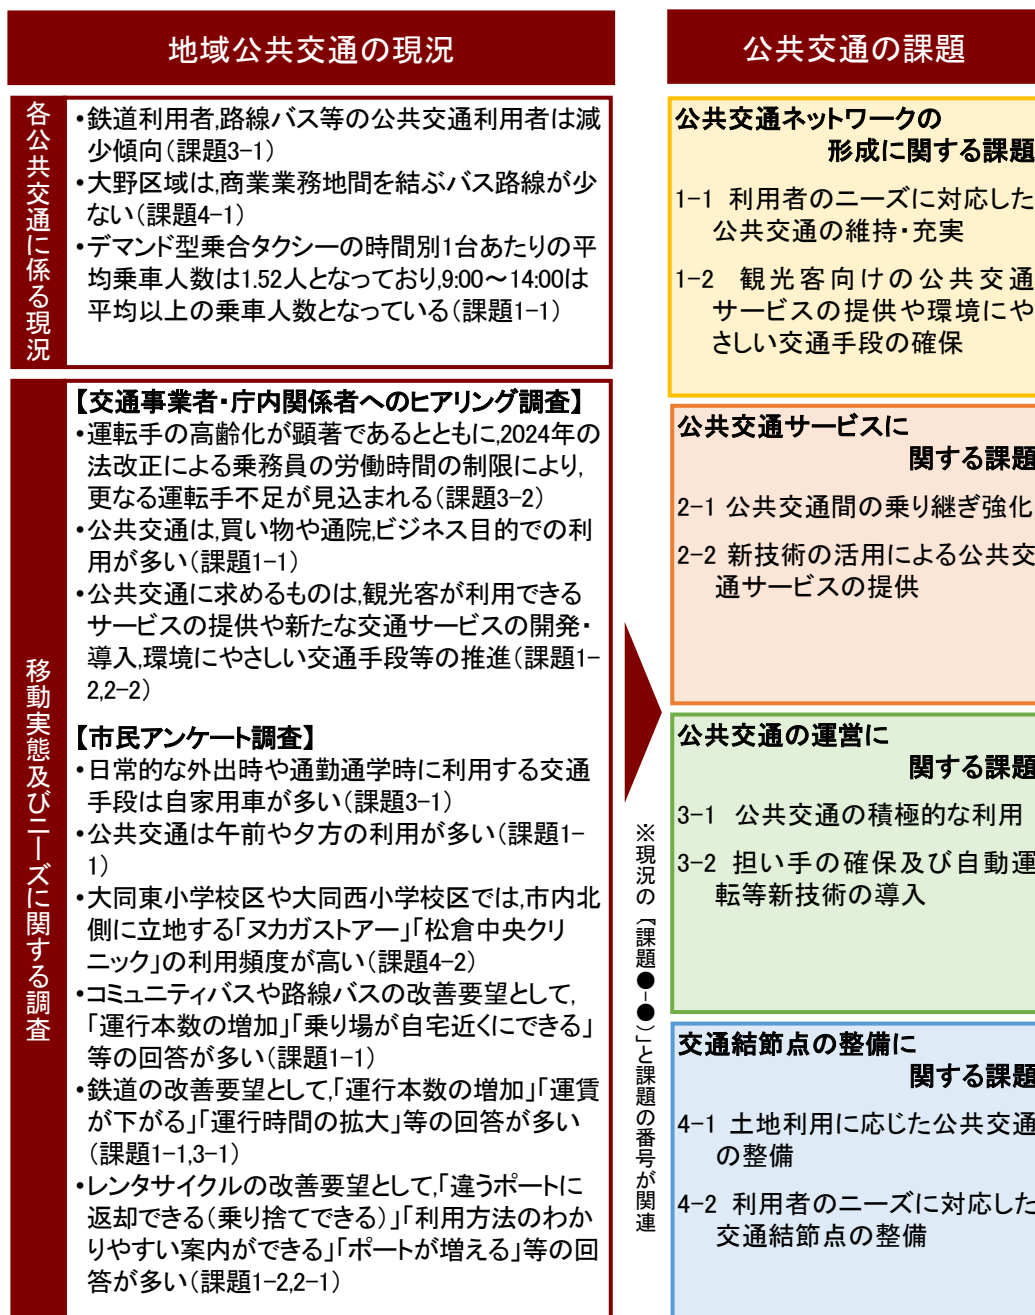 地域公共交通の現況
各公共交通に係る現況
•鉄道利用者,路線バス等の公共交通利用者は減
少傾向(課題3-1)
•大野区域は,商業業務地間を結ぶバス路線が少
ない(課題4-1)
•デマンド型乗合タクシーの時間別1台あたりの平
均乗車人数は1.52人となっており,9:00~14:00は
平均以上の乗車人数となっている(課題1-1)
移動実態及びニーズに関する調査
【交通事業者・庁内関係者へのヒアリング調査】
•運転手の高齢化が顕著であるとともに,2024年の
法改正による乗務員の労働時間の制限により,
更なる運転手不足が見込まれる(課題3-2)
•公共交通は,買い物や通院,ビジネス目的での利
用が多い(課題1-1)
•公共交通に求めるものは,観光客が利用できる
サービスの提供や新たな交通サービスの開発・
導入,環境にやさしい交通手段等の推進(課題1-
2,2-2)
【市民アンケート調査】
•日常的な外出時や通勤通学時に利用する交通
手段は自家用車が多い(課題3-1)
•公共交通は午前や夕方の利用が多い(課題1-
1)
•大同東小学校区や大同西小学校区では,市内北
側に立地する「ヌカガストアー」「松倉中央クリ
ニック」の利用頻度が高い(課題4-2)
•コミュニティバスや路線バスの改善要望として,
「運行本数の増加」「乗り場が自宅近くにできる」
等の回答が多い(課題1-1)
•鉄道の改善要望として,「運行本数の増加」「運賃
が下がる」「運行時間の拡大」等の回答が多い
(課題1-1,3-1)
•レンタサイクルの改善要望として,「違うポートに
返却できる(乗り捨てできる)」「利用方法のわか
りやすい案内ができる」「ポートが増える」等の回
答が多い(課題1-2,2-1)
※現況の「(課題●-●)」と課題の番号が関連
公共交通の課題
公共交通ネットワークの
形成に関する課題
1-1 利用者のニーズに対応した
公共交通の維持・充実
1-2 観光客向けの公共交通
サービスの提供や環境にや
さしい交通手段の確保
公共交通サービスに
関する課題
2-1 公共交通間の乗り継ぎ強化
2-2 新技術の活用による公共交
通サービスの提供
公共交通の運営に
関する課題
3-1 公共交通の積極的な利用
3-2 担い手の確保及び自動運
転等新技術の導入
交通結節点の整備に
関する課題
4-1 土地利用に応じた公共交通
の整備
4-2 利用者のニーズに対応した
交通結節点の整備